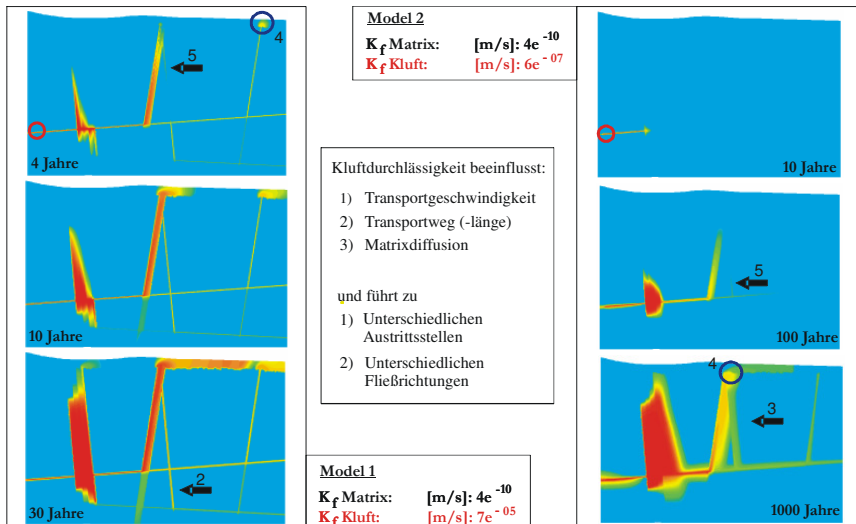 5
4
4 Jahre
10 Jahre
30 Jahre
2
Model 2
Kf Matrix: [m/s]: 4e-10
Kf Kluft: [m/s]: 6e-07
Kluftdurchlässigkeit beeinflusst:
1) Transportgeschwindigkeit
2) Transportweg (-länge)
3) Matrixdiffusion
und führt zu
1) Unterschiedlichen
Austrittsstellen
2) Unterschiedlichen
Fließrichtungen
Model 1
Kf Matrix: [m/s]: 4e-10
Kf Kluft: [m/s]: 7e-05
10 Jahre
5
100 Jahre
4
3
1000 Jahre